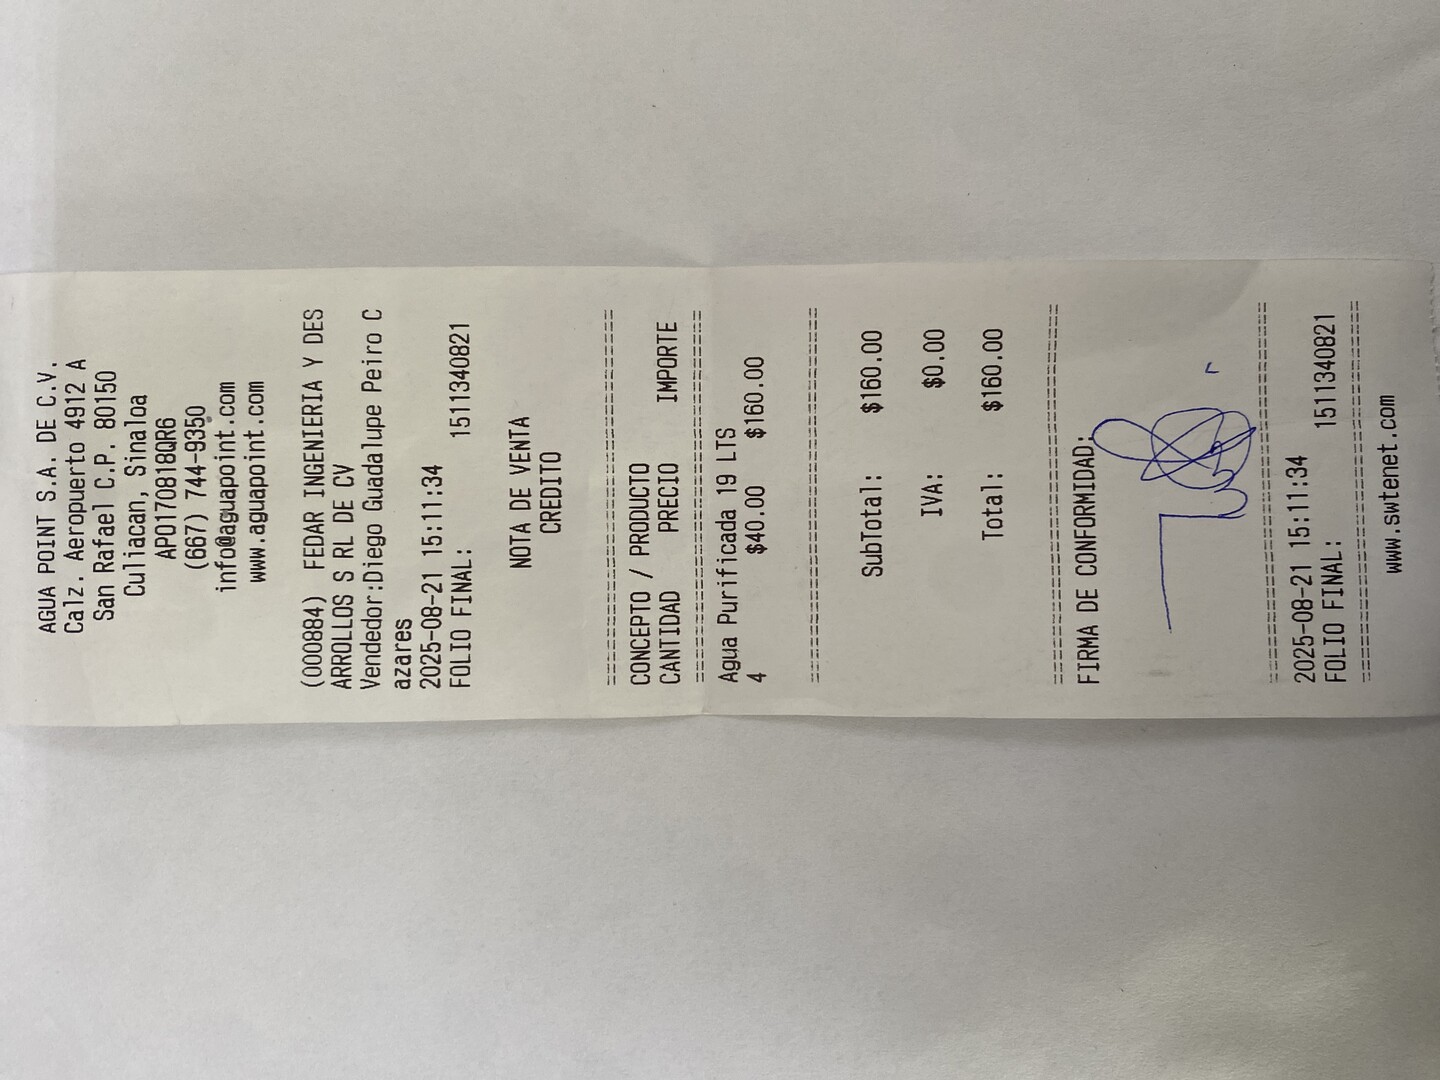 AGUA POINT S.A. DE C.V.
Calz. Aeropuerto 4912 A
San Rafael C.P. 80150
Culiacan, Sinaloa
APO170818QR6
(667) 744-9350
info@aguapoint.com
www.aguapoint.com
(000884) FEDAR INGENIERIA Y DES
ARROLLOS S RL DE CV
Vendedor:Diego Guadalupe Peiro C
azares
2025-08-21 15:11:34
FOLIO FINAL: 1511340821
NOTA DE VENTA
CREDITO
================================
CONCEPTO / PRODUCTO
CANTIDAD PRECIO IMPORTE
================================
Agua Purificada 19 LTS
4 $40.00 $160.00
================================
SubTotal: $160.00
IVA: $0.00
Total: $160.00
================================
FIRMA DE CONFORMIDAD:
================================
2025-08-21 15:11:34
FOLIO FINAL: 1511340821
================================
www.swtenet.com